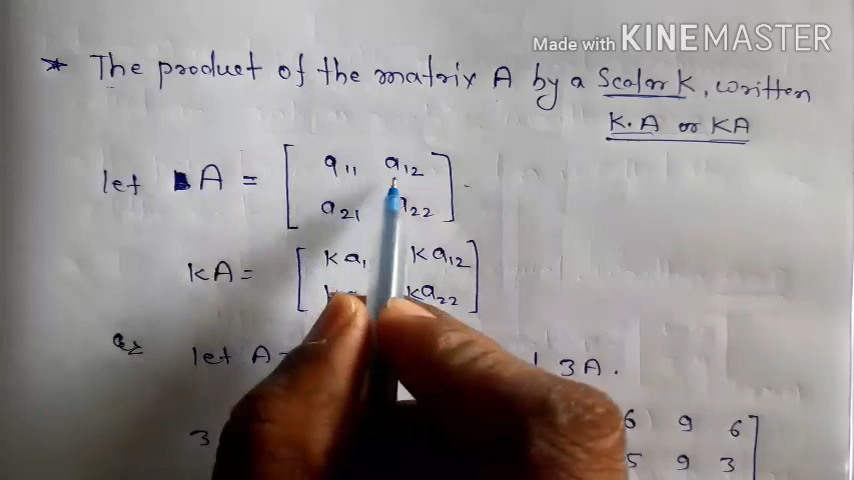 Made with KINEMASTER
* The product of the matrix A by a Scalar K, written
K.A or KA
let A = [ a11 a12
a21 a22 ]
KA = [ Ka1 Ka12
Ka22 ]
let A = 3A.
3 6 9 6
5 9 3 ]